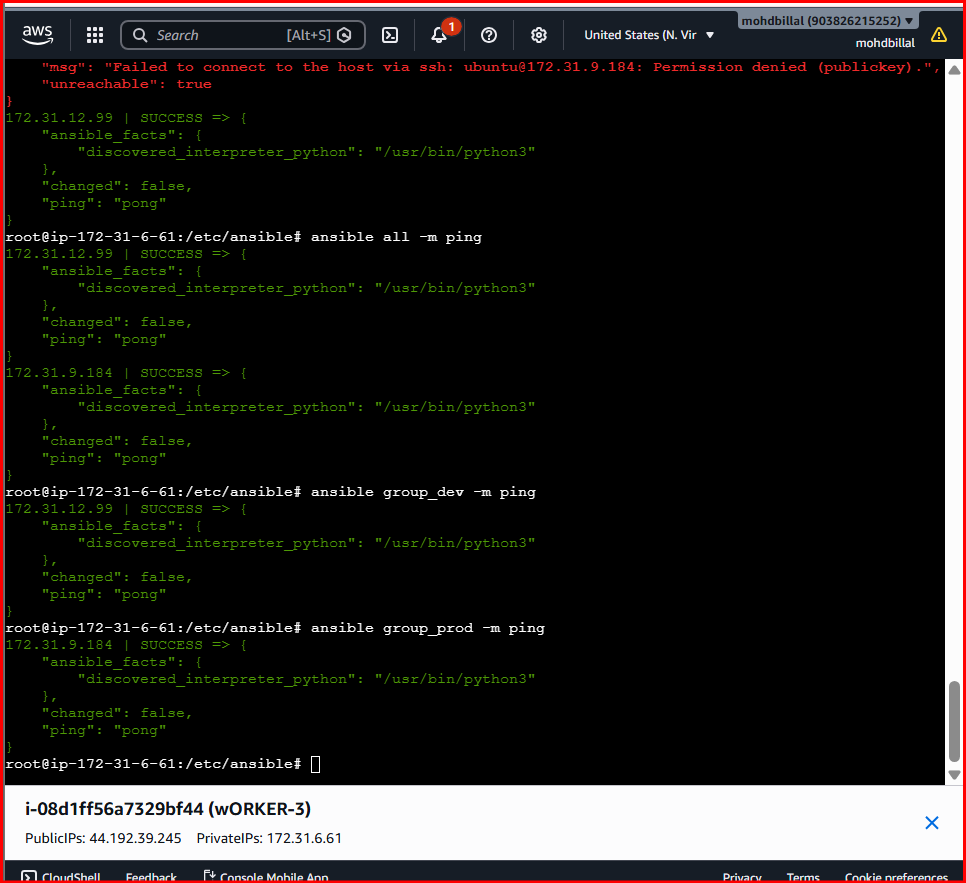 aws
Search [Alt+S]
1
United States (N. Vir
mohdbillal (903826215252)
mohdbillal
"msg": "Failed to connect to the host via ssh: ubuntu@172.31.9.184: Permission denied (publickey).",
"unreachable": true
}
172.31.12.99 | SUCCESS => {
"ansible_facts": {
"discovered_interpreter_python": "/usr/bin/python3"
},
"changed": false,
"ping": "pong"
}
root@ip-172-31-6-61:/etc/ansible# ansible all -m ping
172.31.12.99 | SUCCESS => {
"ansible_facts": {
"discovered_interpreter_python": "/usr/bin/python3"
},
"changed": false,
"ping": "pong"
}
172.31.9.184 | SUCCESS => {
"ansible_facts": {
"discovered_interpreter_python": "/usr/bin/python3"
},
"changed": false,
"ping": "pong"
}
root@ip-172-31-6-61:/etc/ansible# ansible group_dev -m ping
172.31.12.99 | SUCCESS => {
"ansible_facts": {
"discovered_interpreter_python": "/usr/bin/python3"
},
"changed": false,
"ping": "pong"
}
root@ip-172-31-6-61:/etc/ansible# ansible group_prod -m ping
172.31.9.184 | SUCCESS => {
"ansible_facts": {
"discovered_interpreter_python": "/usr/bin/python3"
},
"changed": false,
"ping": "pong"
}
root@ip-172-31-6-61:/etc/ansible#
i-08d1ff56a7329bf44 (wORKER-3)
PublicIPs: 44.192.39.245 PrivateIPs: 172.31.6.61
CloudShell Feedback Console Mobile App Privacy Terms Cookie preferences